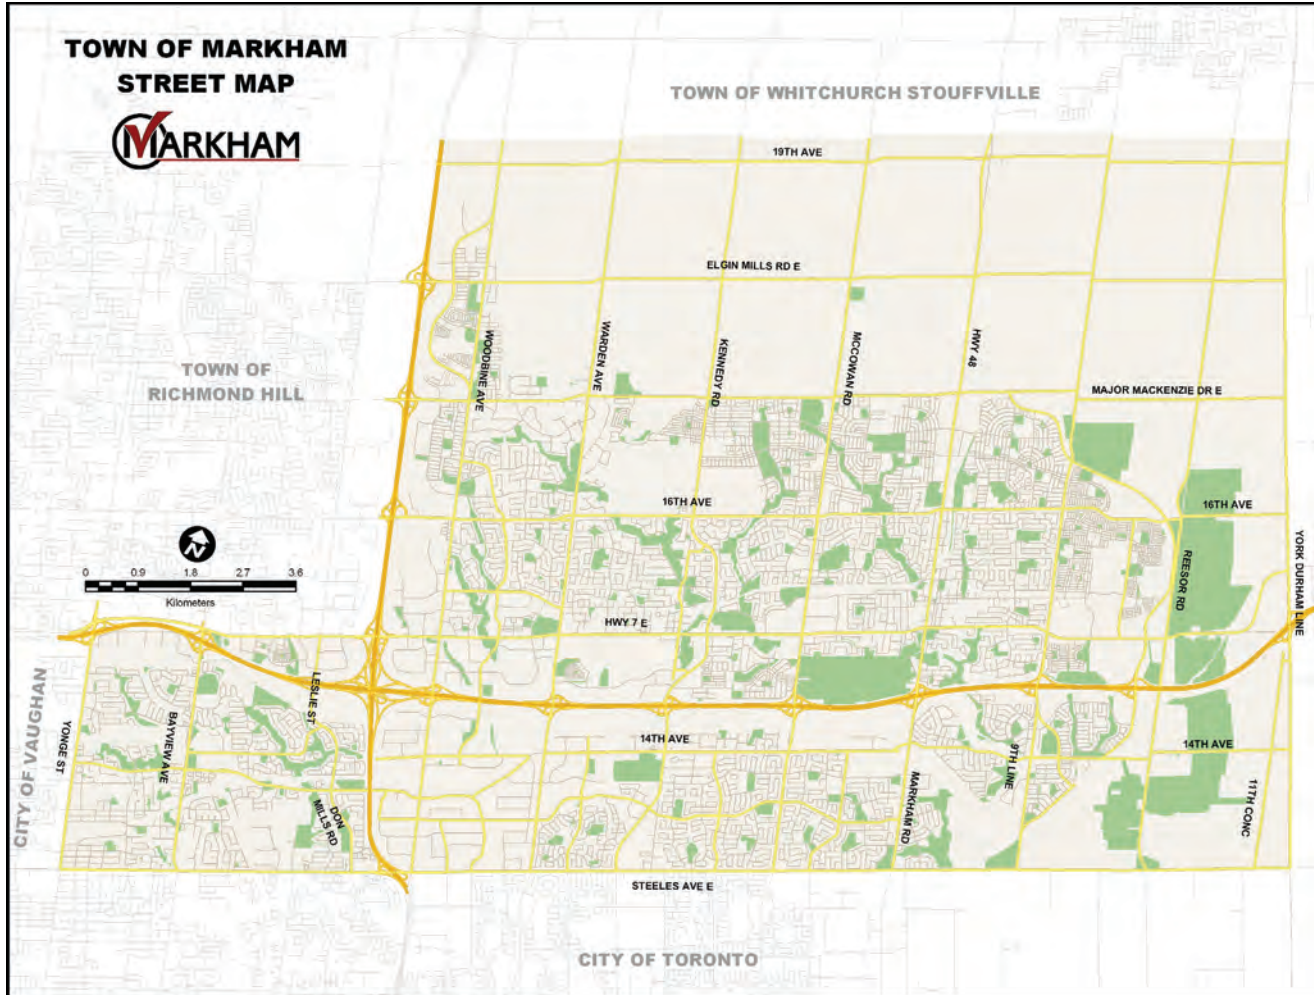 TOWN OF MARKHAM
STREET MAP
MARKHAM
TOWN OF WHITCHURCH STOUFFVILLE
19TH AVE
ELGIN MILLS RD E
WOODBINE AVE
WARDEN AVE
KENNEDY RD
MCCOWAN RD
HWY 48
TOWN OF
RICHMOND HILL
MAJOR MACKENZIE DR E
16TH AVE
16TH AVE
N
0 0.9 1.8 2.7 3.6
Kilometers
REESOR RD
YORK DURHAM LINE
HWY 7 E
CITY OF VAUGHAN
YONGE ST
BAYVIEW AVE
LESLIE ST
14TH AVE
14TH AVE
DON
MILLS RD
MARKHAM RD
9TH LINE
11TH CONC
STEELES AVE E
CITY OF TORONTO